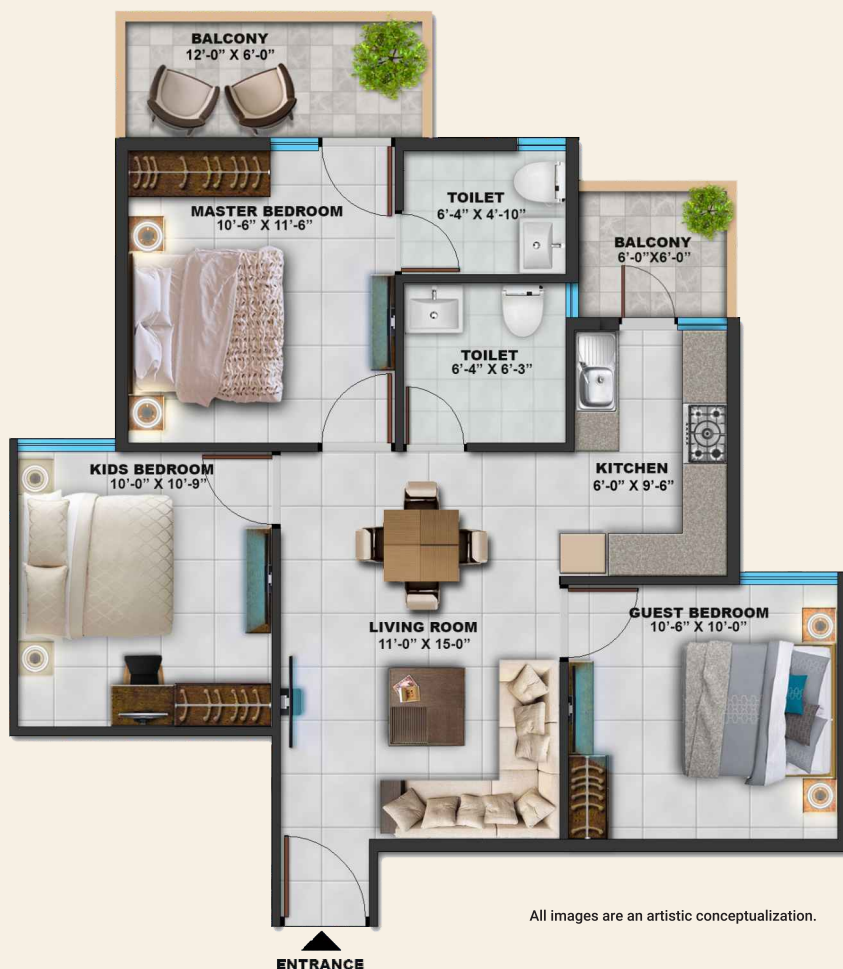 BALCONY
12'-0" X 6'-0"
MASTER BEDROOM
10'-6" X 11'-6"
TOILET
6'-4" X 4'-10"
BALCONY
6'-0"X6'-0"
TOILET
6'-4" X 6'-3"
KIDS BEDROOM
10'-0" X 10'-9"
KITCHEN
6'-0" X 9'-6"
LIVING ROOM
11'-0" X 15-0"
GUEST BEDROOM
10'-6" X 10'-0"
All images are an artistic conceptualization.
ENTRANCE